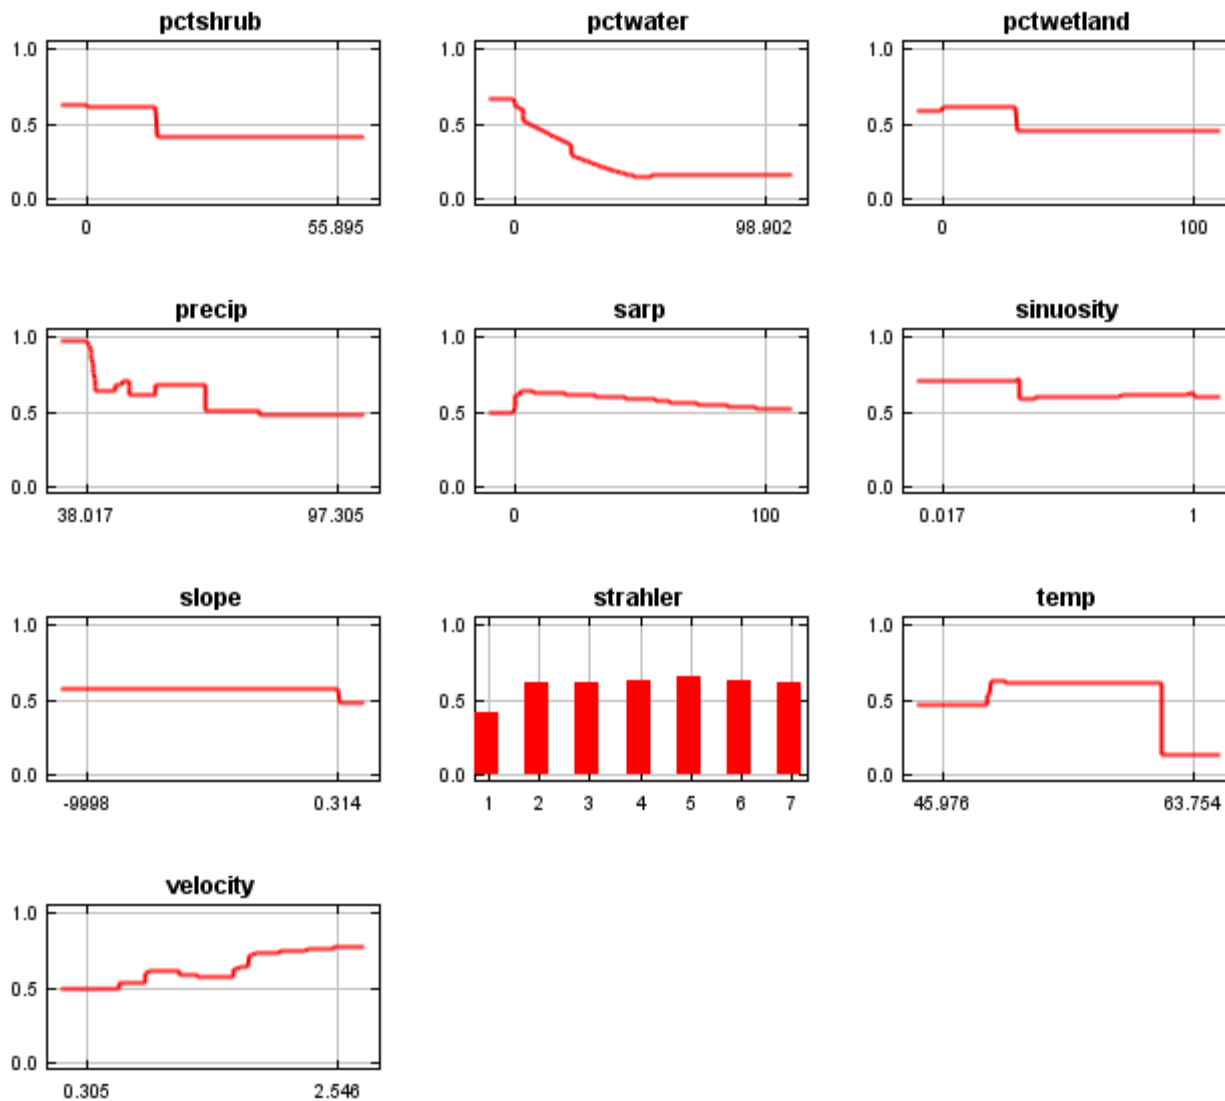 pctshrub pctwater pctwetland
1.0 1.0 1.0
0.5 0.5 0.5
0.0 0.0 0.0
0 55.895 0 98.902 0 100
precip sarp sinuosity
1.0 1.0 1.0
0.5 0.5 0.5
0.0 0.0 0.0
38.017 97.305 0 100 0.017 1
slope strahler temp
1.0 1.0 1.0
0.5 0.5 0.5
0.0 0.0 0.0
-9998 0.314 1 2 3 4 5 6 7 45.976 63.754
velocity
1.0
0.5
0.0
0.305 2.546